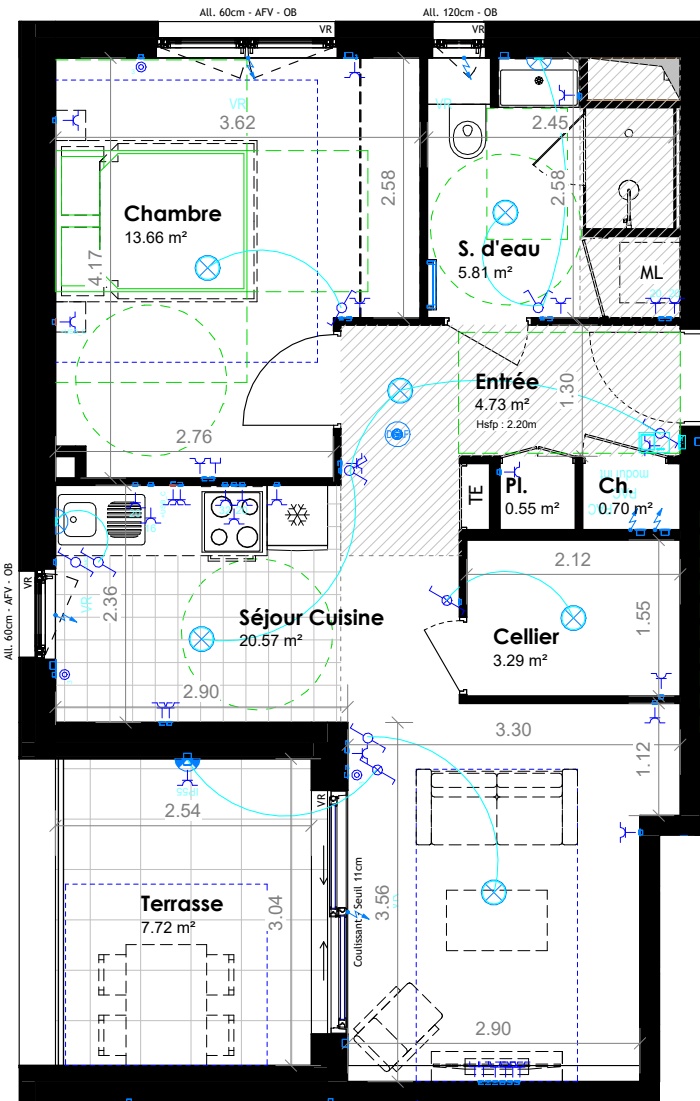 All. 60cm - AFV - OB
All. 120cm - OB
VR
VR
VR
VR
3.62
2.45
2.58
2.58
Chambre
13.66 m²
4.17
S. d'eau
5.81 m²
ML
Entrée
4.73 m²
Hsfp : 2.20m
1.30
2.76
TE
Pl.
0.55 m²
Ch.
0.70 m²
All. 60cm - AFV - OB
VR
VR
2.36
2.12
Séjour Cuisine
20.57 m²
1.55
Cellier
3.29 m²
2.90
3.30
1.12
VR
2.54
Coulissant - Seuil 11cm
3.56
Terrasse
7.72 m²
3.04
2.90